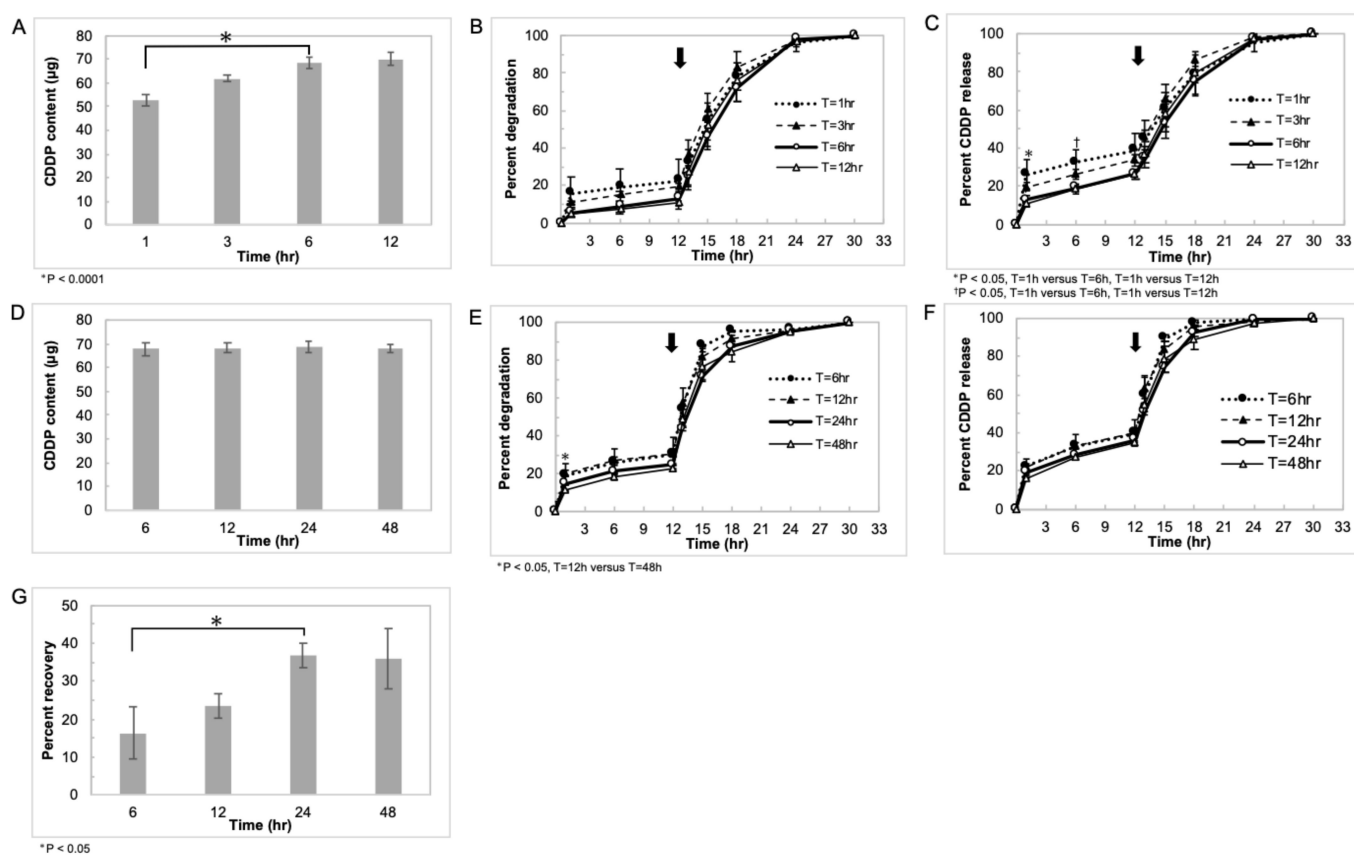 A
CDDP content (µg)
80
70
60
50
40
30
20
10
0
*
1 3 6 12
Time (hr)
*P < 0.0001
B
Percent degradation
100
80
60
40
20
0
T=1hr
T=3hr
T=6hr
T=12hr
3 6 9 12 15 18 21 24 27 30 33
Time (hr)
C
Percent CDDP release
100
80
60
40
20
0
*
†
T=1hr
T=3hr
T=6hr
T=12hr
3 6 9 12 15 18 21 24 27 30 33
Time (hr)
*P < 0.05, T=1h versus T=6h, T=1h versus T=12h
†P < 0.05, T=1h versus T=6h, T=1h versus T=12h
D
CDDP content (µg)
80
70
60
50
40
30
20
10
0
6 12 24 48
Time (hr)
E
Percent degradation
100
80
60
40
20
0
*
T=6hr
T=12hr
T=24hr
T=48hr
3 6 9 12 15 18 21 24 27 30 33
Time (hr)
*P < 0.05, T=12h versus T=48h
F
Percent CDDP release
100
80
60
40
20
0
T=6hr
T=12hr
T=24hr
T=48hr
3 6 9 12 15 18 21 24 27 30 33
Time (hr)
G
Percent recovery
50
40
30
20
10
0
*
6 12 24 48
Time (hr)
*P < 0.05